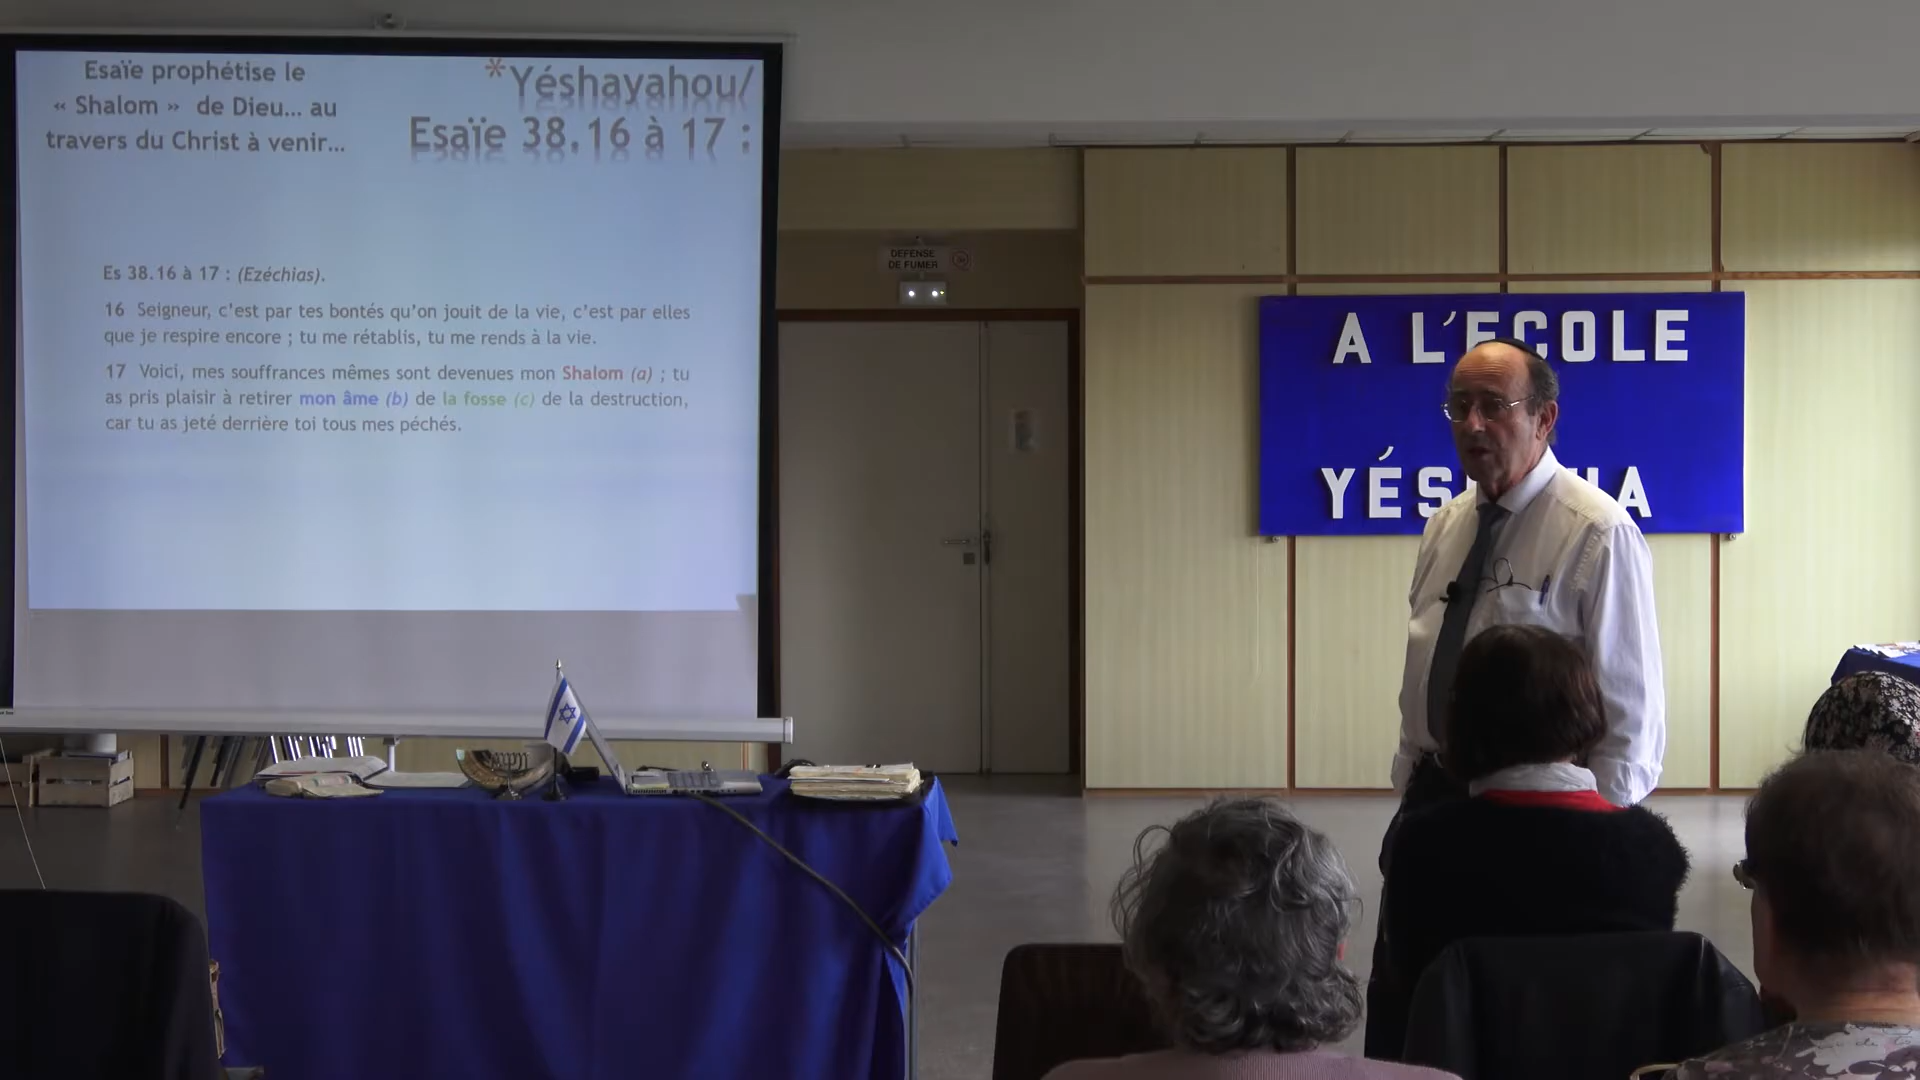 Esaïe prophétise le
« Shalom » de Dieu... au
travers du Christ à venir...
*Yéshayahou/
Esaïe 38.16 à 17 :
Es 38.16 à 17 : (Ezéchias).
16 Seigneur, c'est par tes bontés qu'on jouit de la vie, c'est par elles
que je respire encore ; tu me rétablis, tu me rends à la vie.
17 Voici, mes souffrances mêmes sont devenues mon Shalom (a) ; tu
as pris plaisir à retirer mon âme (b) de la fosse (c) de la destruction,
car tu as jeté derrière toi tous mes péchés.
DEFENSE
DE FUMER
A L'ECOLE
YÉS A